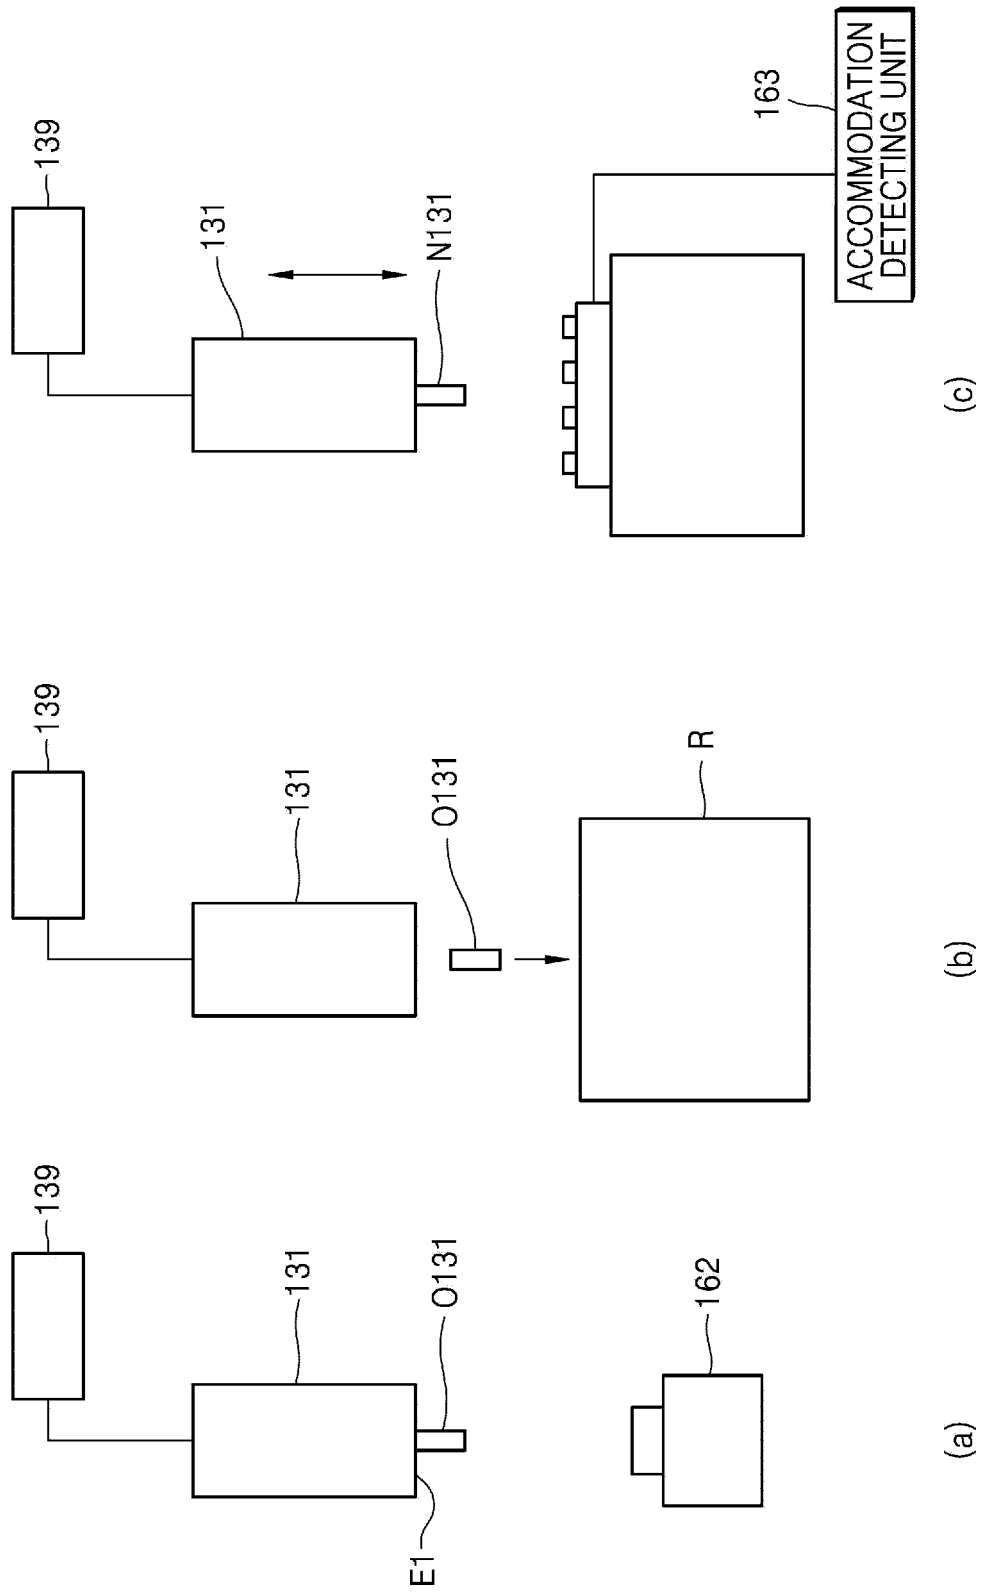 139
131
O131
E1
162
(a)
139
131
O131
R
(b)
139
131
N131
163
ACCOMMODATION
DETECTING UNIT
(c)